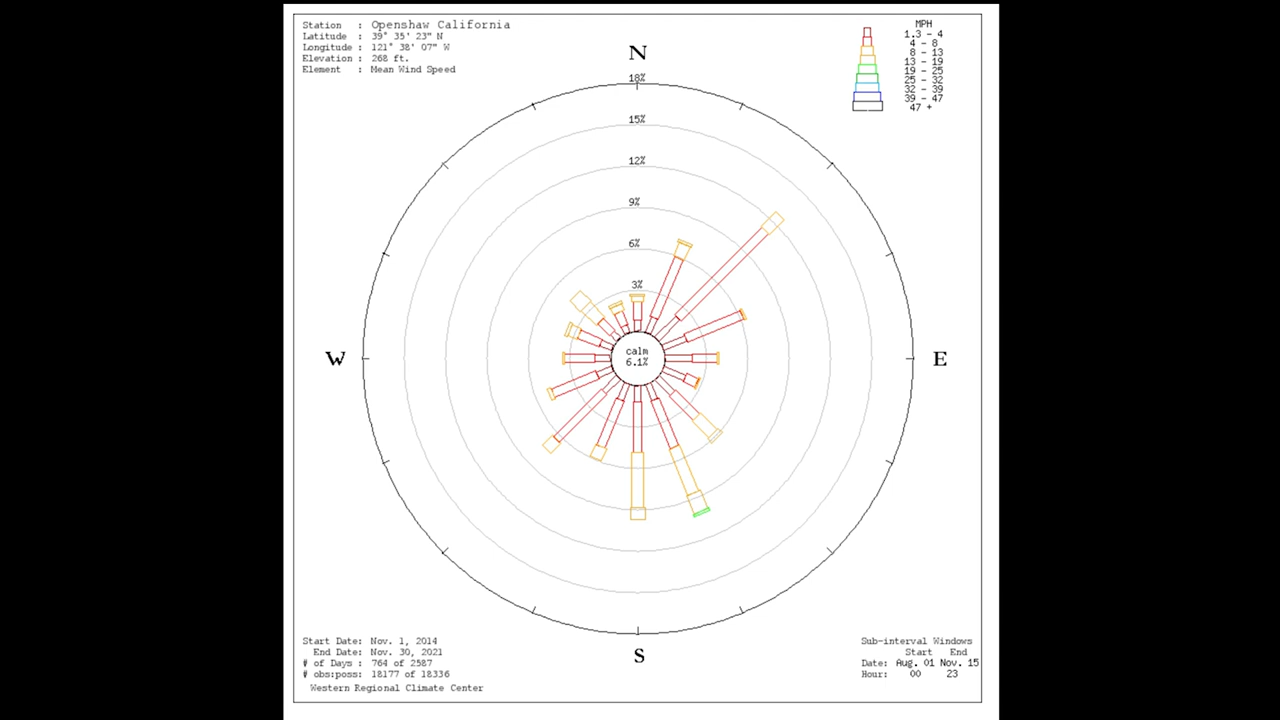 Station : Openshaw California
Latitude : 39° 35' 23" N
Longitude : 121° 38' 07" W
Elevation : 268 ft.
Element : Mean Wind Speed
MPH
1.3 - 4
4 - 8
8 - 13
13 - 19
19 - 25
25 - 32
32 - 39
39 - 47
47 +
N
18%
15%
12%
9%
6%
3%
calm
6.1%
W
E
S
Start Date: Nov. 1, 2014
End Date: Nov. 30, 2021
# of Days : 764 of 2587
# obs:poss: 18177 of 18336
Western Regional Climate Center
Sub-interval Windows
Start End
Date: Aug. 01 Nov. 15
Hour: 00 23